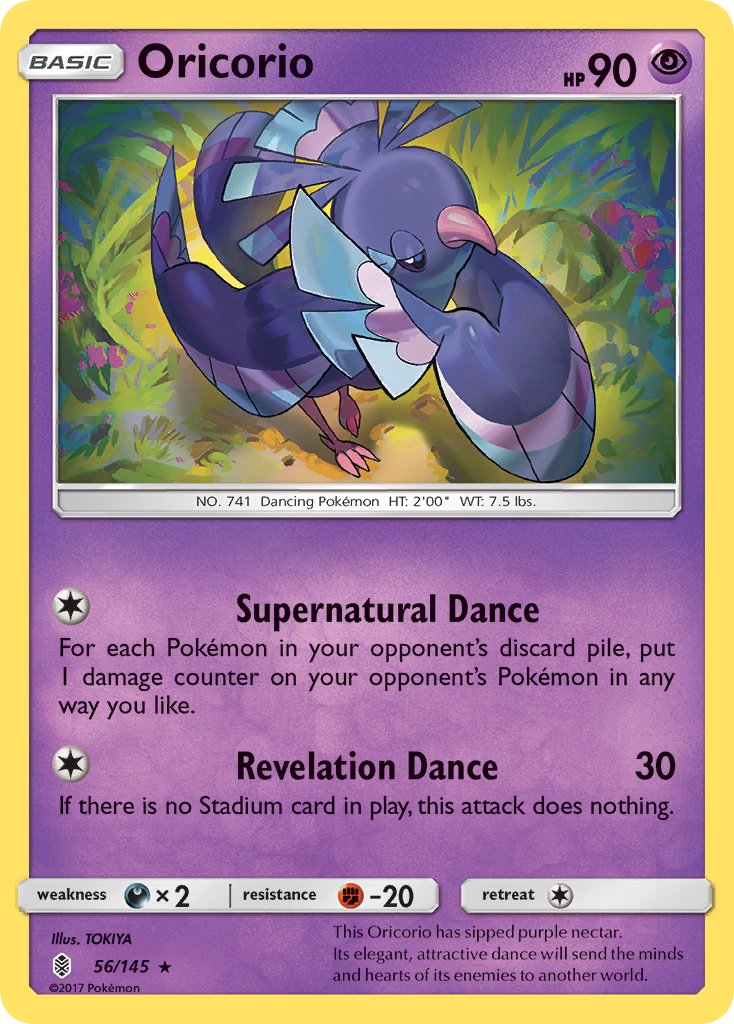 BASIC Oricorio HP 90
NO. 741 Dancing Pokémon HT: 2'00" WT: 7.5 lbs.
Supernatural Dance
For each Pokémon in your opponent's discard pile, put
1 damage counter on your opponent's Pokémon in any
way you like.
Revelation Dance 30
If there is no Stadium card in play, this attack does nothing.
weakness ×2 resistance -20 retreat
Illus. TOKIYA
56/145 ★
©2017 Pokémon
This Oricorio has sipped purple nectar.
Its elegant, attractive dance will send the minds
and hearts of its enemies to another world.